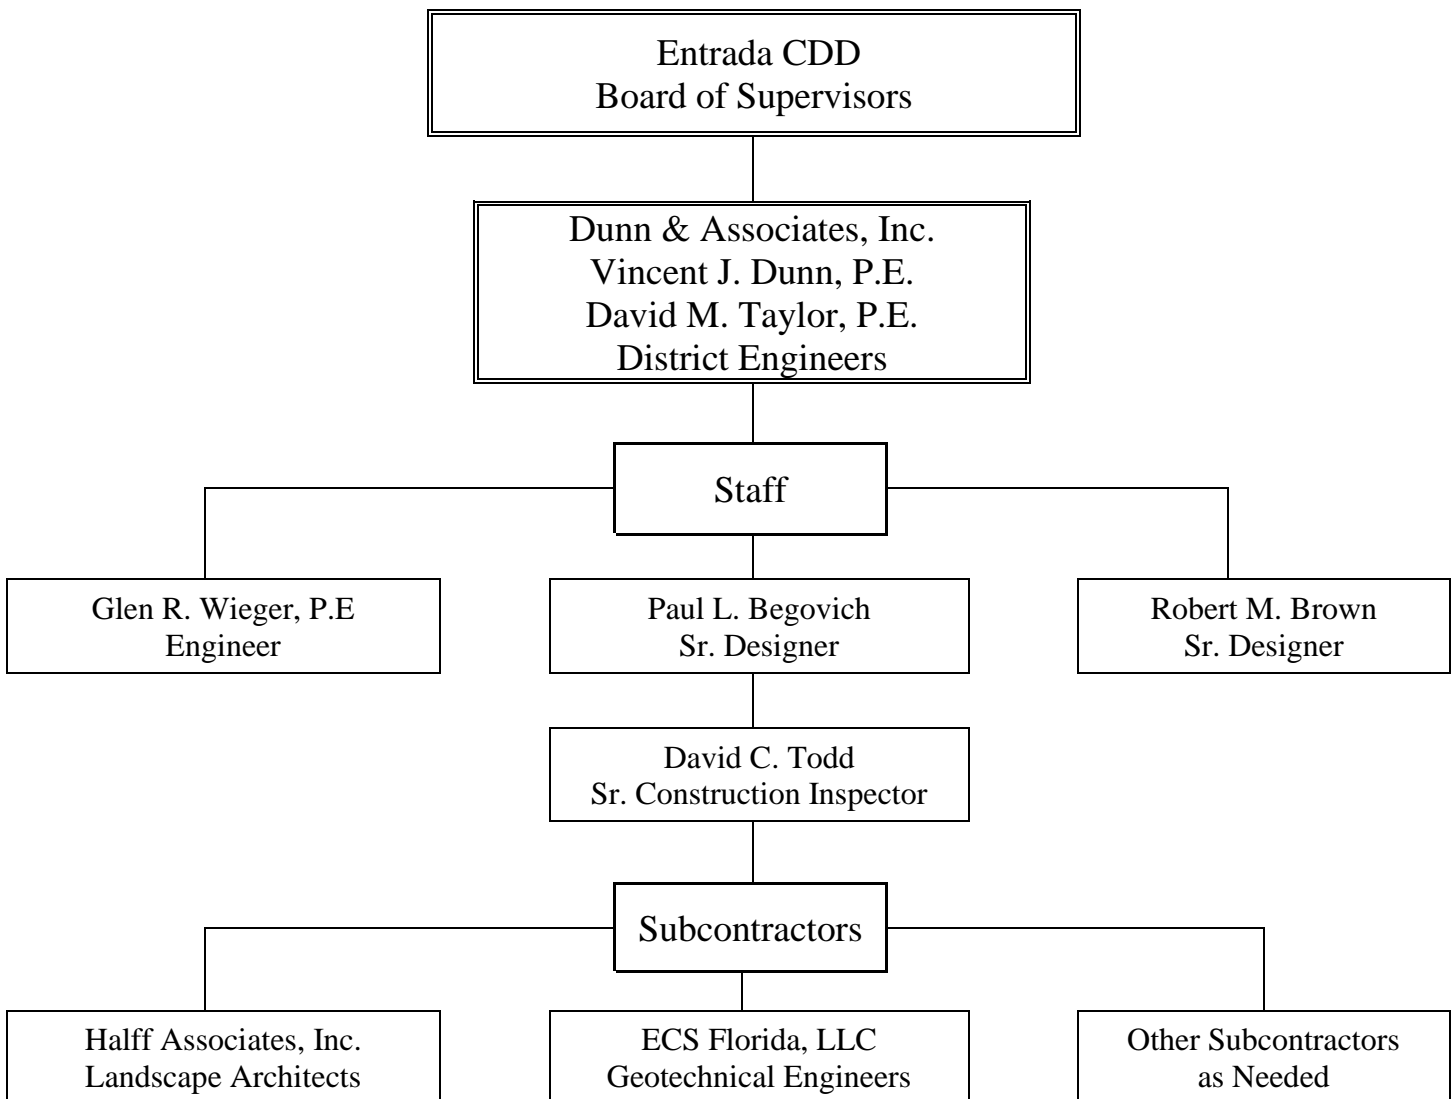 Entrada CDD
Board of Supervisors
Dunn & Associates, Inc.
Vincent J. Dunn, P.E.
David M. Taylor, P.E.
District Engineers
Staff
Glen R. Wieger, P.E
Engineer
Paul L. Begovich
Sr. Designer
Robert M. Brown
Sr. Designer
David C. Todd
Sr. Construction Inspector
Subcontractors
Halff Associates, Inc.
Landscape Architects
ECS Florida, LLC
Geotechnical Engineers
Other Subcontractors
as Needed